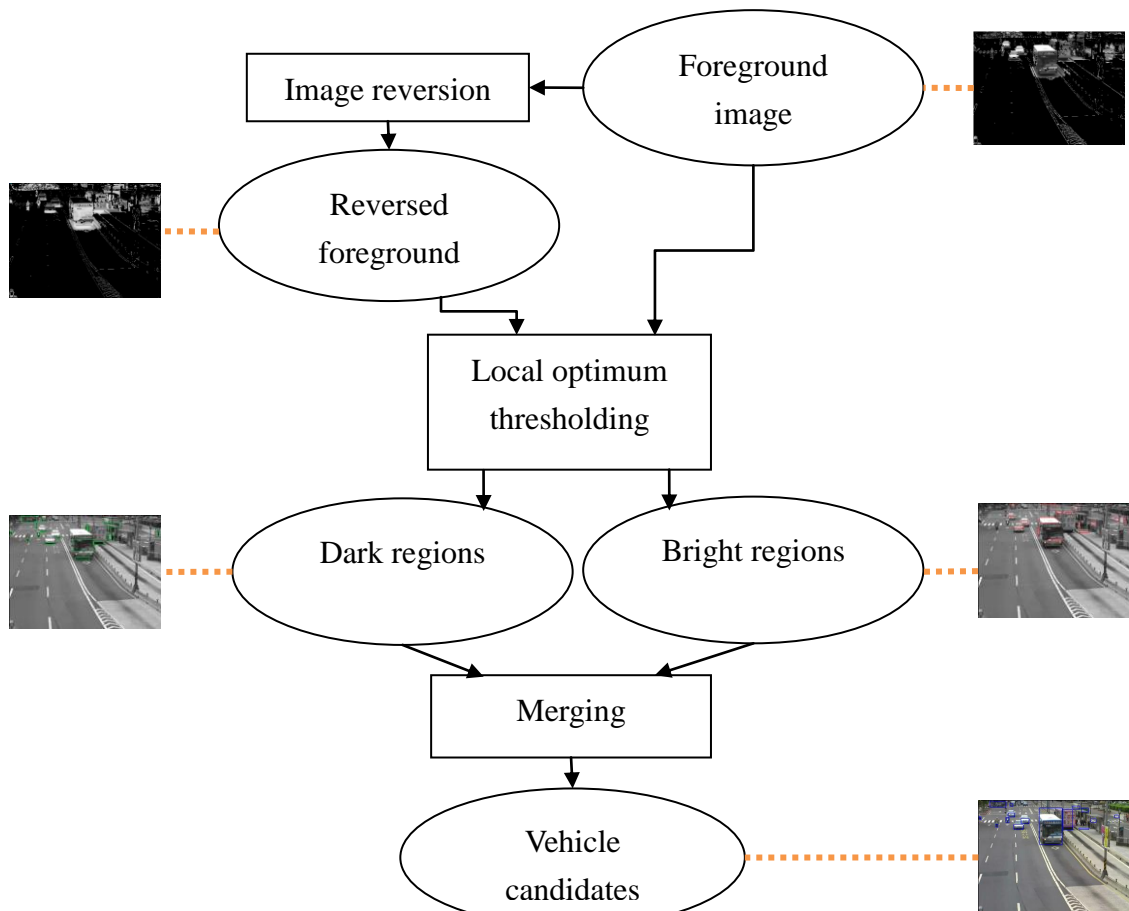 Foreground
image
Image reversion
Reversed
foreground
Local optimum
thresholding
Dark regions
Bright regions
Merging
Vehicle
candidates